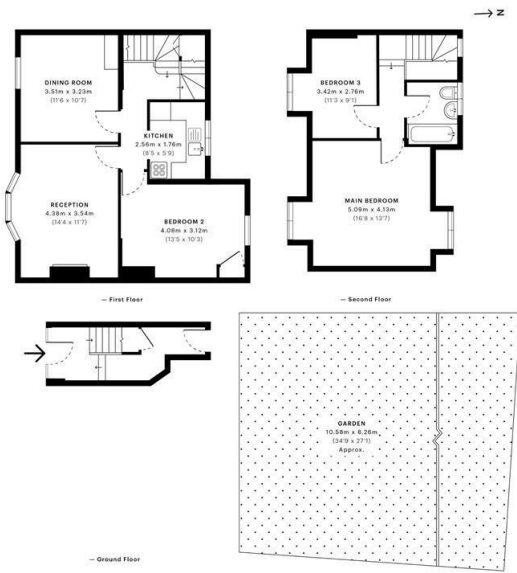 N
DINING ROOM
3.51m x 3.23m
(11'6 x 10'7)
KITCHEN
2.56m x 1.76m
(8'5 x 5'9)
RECEPTION
4.38m x 3.54m
(14'4 x 11'7)
BEDROOM 2
4.08m x 3.12m
(13'5 x 10'3)
— First Floor
BEDROOM 3
3.42m x 2.76m
(11'3 x 9'1)
MAIN BEDROOM
5.09m x 4.13m
(16'8 x 13'7)
— Second Floor
GARDEN
10.58m x 8.26m
(34'9 x 27'1)
Approx.
— Ground Floor